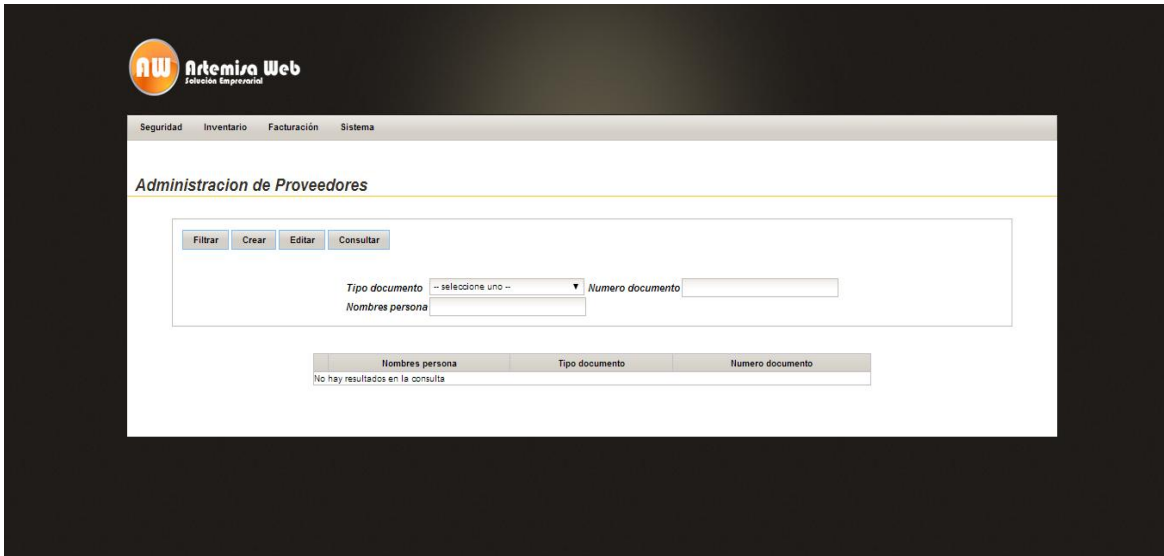 AW Artemisa Web
Solución Empresarial
Seguridad Inventario Facturación Sistema
Administracion de Proveedores
Filtrar Crear Editar Consultar
Tipo documento -- seleccione uno -- Numero documento
Nombres persona
Nombres persona Tipo documento Numero documento
No hay resultados en la consulta